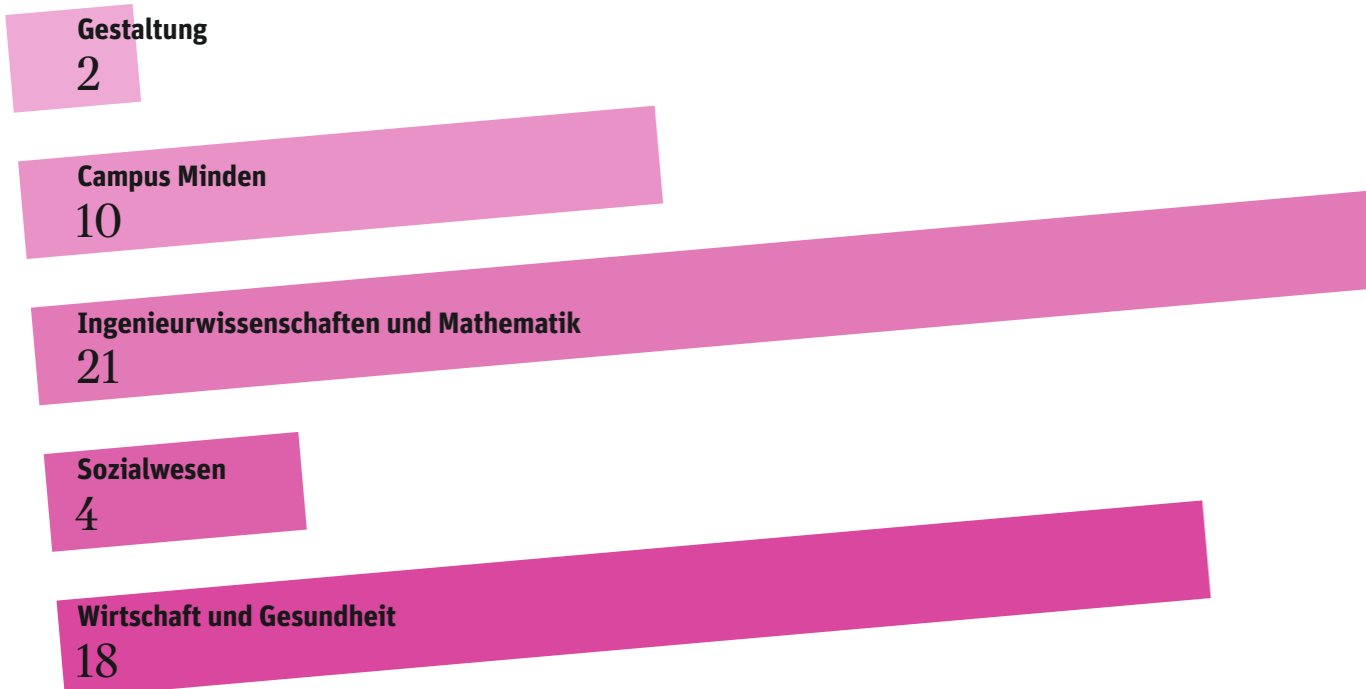 Gestaltung
2
Campus Minden
10
Ingenieurwissenschaften und Mathematik
21
Sozialwesen
4
Wirtschaft und Gesundheit
18